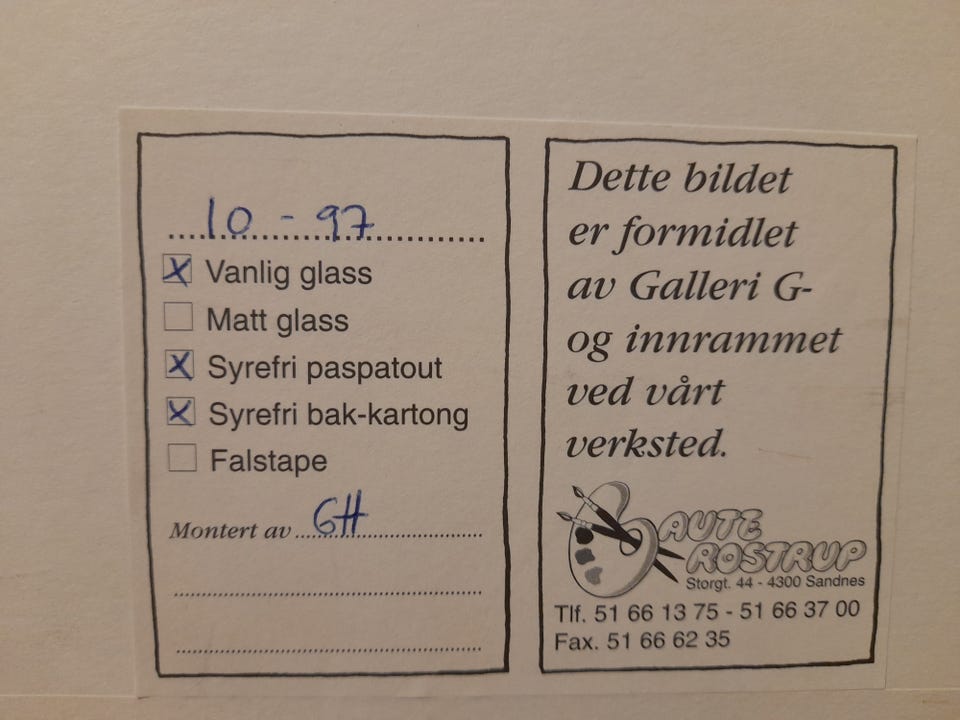 10 - 97
Vanlig glass
Matt glass
Syrefri paspatout
Syrefri bak-kartong
Falstape
Montert av GH
Dette bildet
er formidlet
av Galleri G-
og innrammet
ved vårt
verksted.
AUTE
ROSTRUP
Storgt. 44 - 4300 Sandnes
Tlf. 51 66 13 75 - 51 66 37 00
Fax. 51 66 62 35